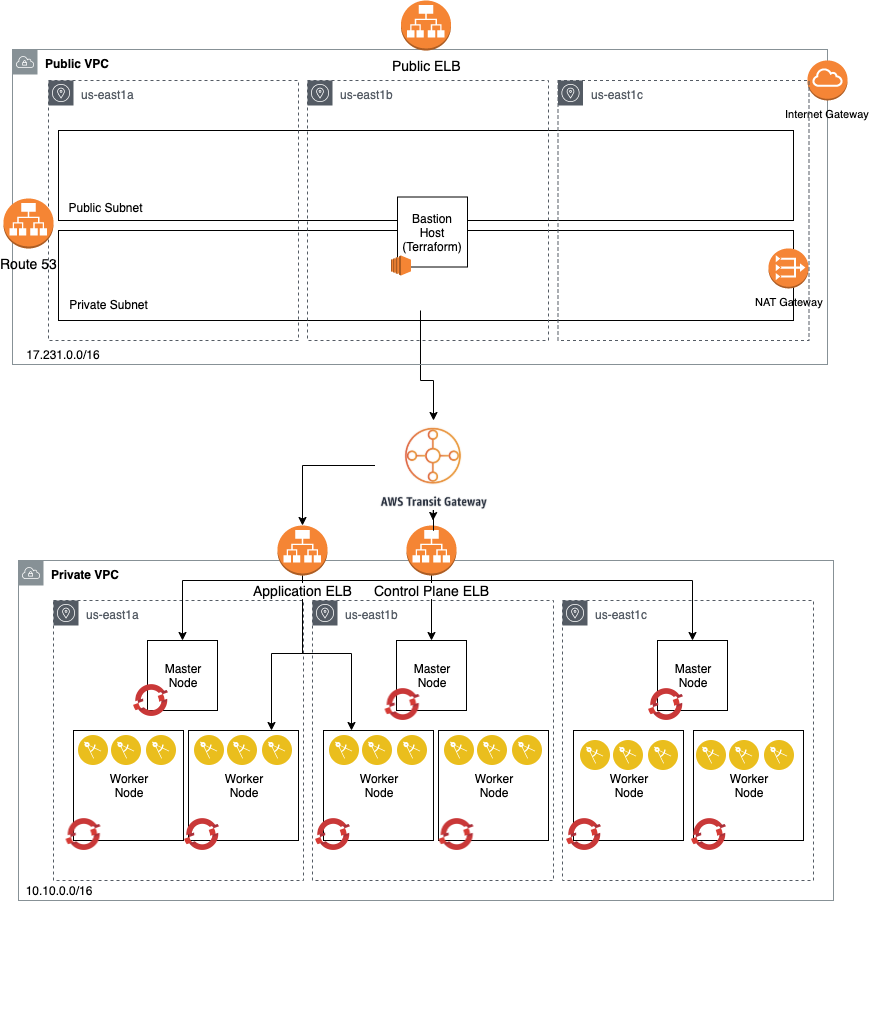 Public VPC
Public ELB
us-east1a
us-east1b
us-east1c
Internet Gateway
Public Subnet
Bastion
Host
(Terraform)
Route 53
Private Subnet
NAT Gateway
17.231.0.0/16
AWS Transit Gateway
Private VPC
Application ELB
Control Plane ELB
us-east1a
us-east1b
us-east1c
Master
Node
Master
Node
Master
Node
Worker
Node
Worker
Node
Worker
Node
Worker
Node
Worker
Node
Worker
Node
10.10.0.0/16